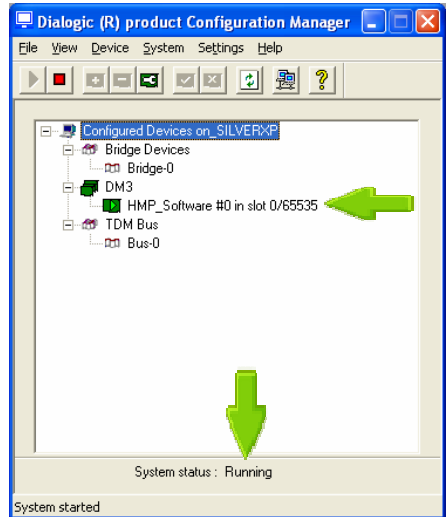 Dialogic (R) product Configuration Manager
File View Device System Settings Help
Configured Devices on_SILVERXP
Bridge Devices
Bridge-0
DM3
HMP_Software #0 in slot 0/65535
TDM Bus
Bus-0
System status : Running
System started